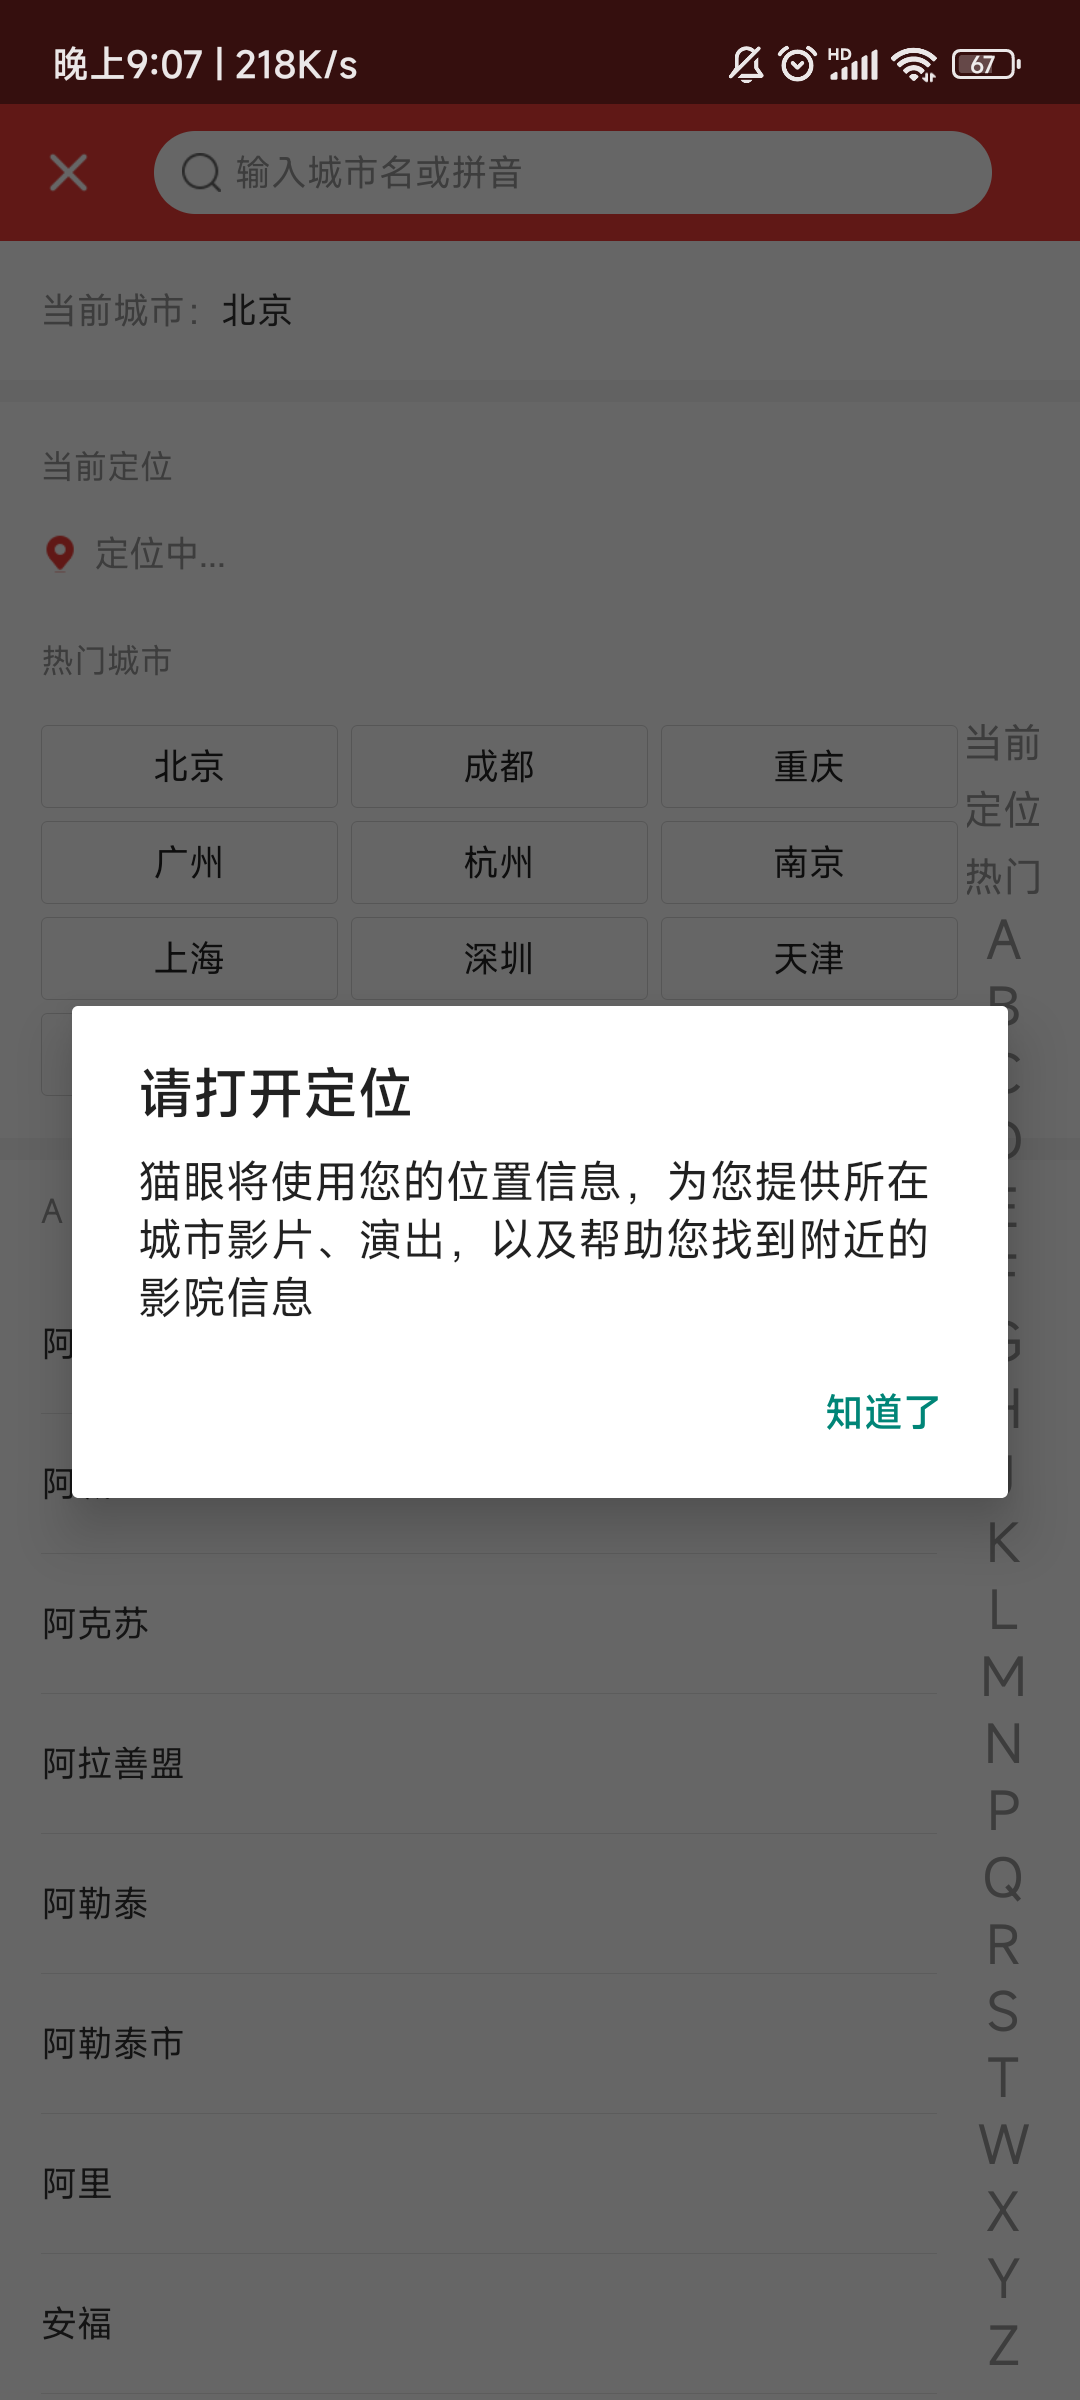 晚上9:07 | 218K/s
HD
67
输入城市名或拼音
当前城市：北京
当前定位
定位中...
热门城市
北京 成都 重庆
广州 杭州 南京
上海 深圳 天津
当前
定位
热门
A
B
C
D
E
F
G
H
J
K
L
M
N
P
Q
R
S
T
W
X
Y
Z
请打开定位
猫眼将使用您的位置信息，为您提供所在
城市影片、演出，以及帮助您找到附近的
影院信息
知道了
A
阿
阿
阿克苏
阿拉善盟
阿勒泰
阿勒泰市
阿里
安福